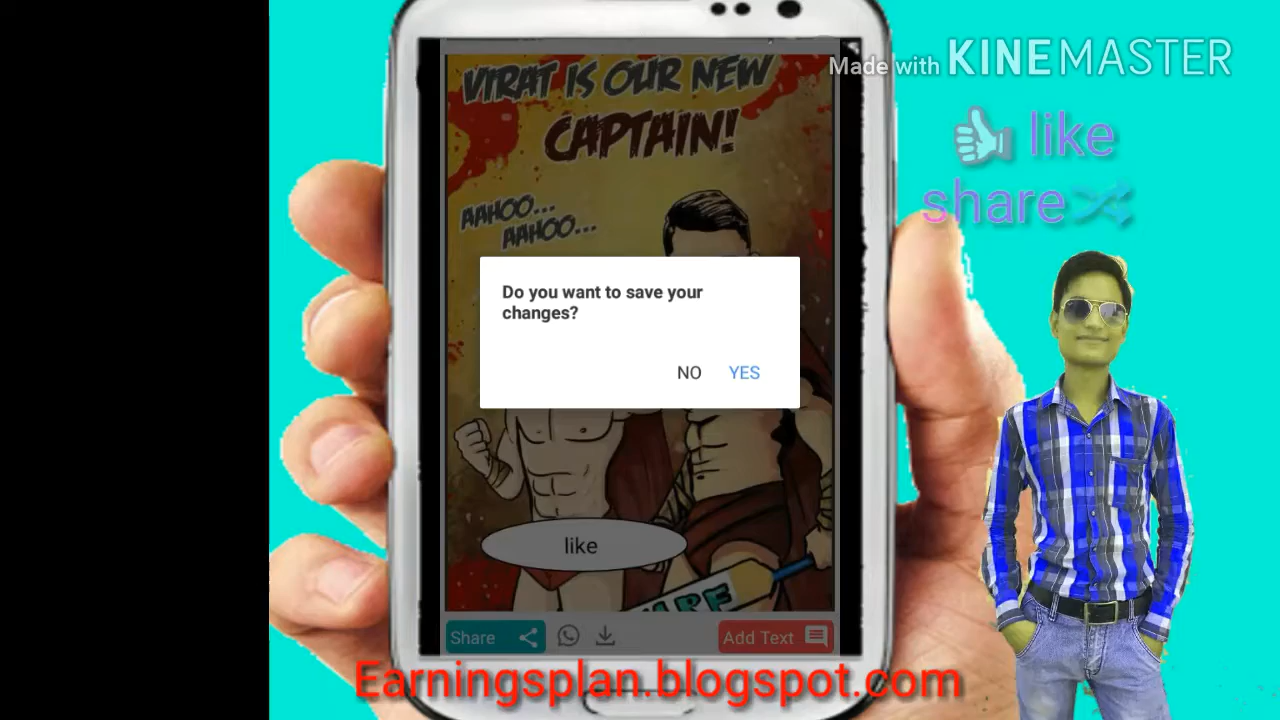 VIRAT IS OUR NEW
CAPTAIN!
AAHOO...
AAHOO...
Made with KINEMASTER
like
share
Do you want to save your
changes?
NO YES
like
Share
Add Text
Earningsplan.blogspot.com